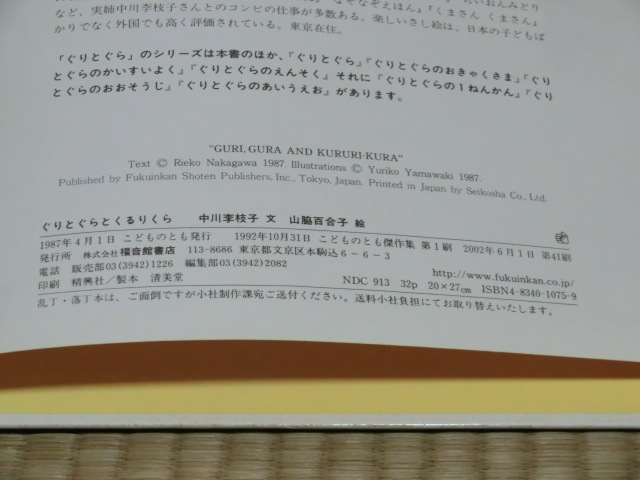 など、実姉中川李枝子さんとのコンビの仕事が多数ある。楽しいさし絵は、日本の子どもば
かりでなく外国でも高く評価されている。東京在住。
「ぐりとぐら」のシリーズは本書のほか、『ぐりとぐら』『ぐりとぐらのおきゃくさま』『ぐり
とぐらのかいすいよく』『ぐりとぐらのえんそく』それに『ぐりとぐらの1ねんかん』『ぐり
とぐらのおおそうじ』『ぐりとぐらのあいうえお』があります。
"GURI, GURA AND KURURI-KURA"
Text © Rieko Nakagawa 1987. Illustrations © Yuriko Yamawaki 1987.
Published by Fukuinkan Shoten Publishers, Inc., Tokyo, Japan. Printed in Japan by Seikosha Co., Ltd.
ぐりとぐらとくるりくら 中川李枝子 文 山脇百合子 絵
1987年4月1日 こどものとも発行 1992年10月31日 こどものとも傑作集 第1刷 2002年6月1日 第41刷
発行所 株式会社福音館書店 113-8686 東京都文京区本駒込6-6-3
電話 販売部03(3942)1226 編集部03(3942)2082 http://www.fukuinkan.co.jp/
印刷 精興社/製本 清美堂 NDC 913 32p 20×27cm ISBN4-8340-1075-9
乱丁・落丁本は、ご面倒ですが小社制作課宛ご送付ください。送料小社負担にてお取り替えいたします。